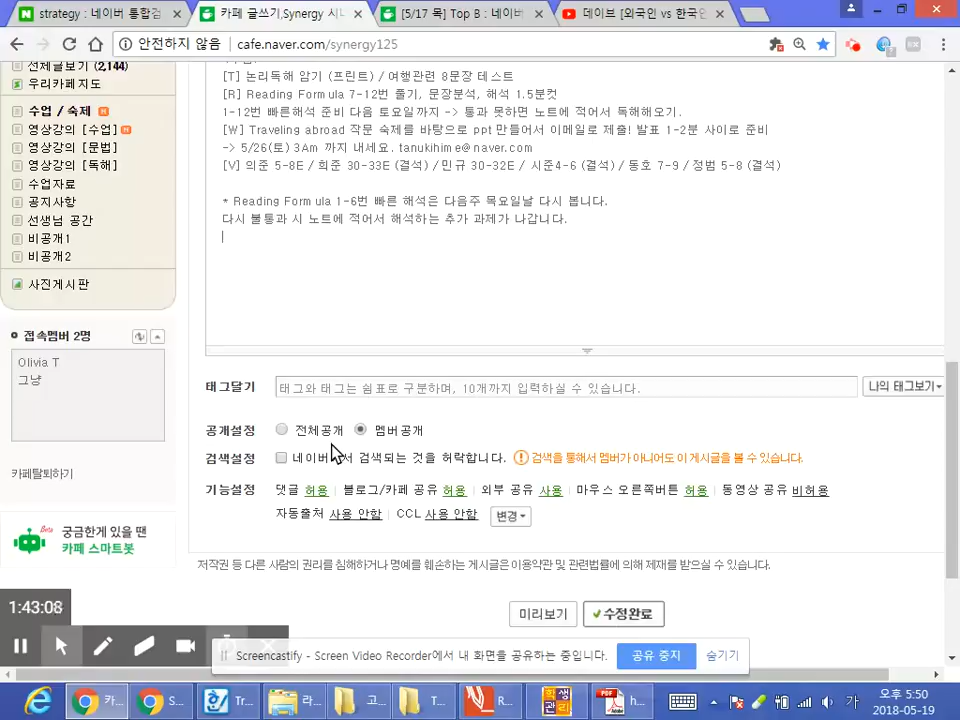 strategy : 네이버 통합검
카페 글쓰기,Synergy 시너
[5/17 목] Top B : 네이버
데이브 [외국인 vs 한국인
안전하지 않음
cafe.naver.com/synergy125
전체글보기 (2,144)
우리카페지도
수업 / 숙제
영상강의 [수업]
영상강의 [문법]
영상강의 [독해]
수업자료
공지사항
선생님 공간
비공개1
비공개2
사진게시판
접속멤버 2명
Olivia T
그냥
카페탈퇴하기
Beta
궁금한게 있을 땐
카페 스마트봇
[T] 논리독해 암기 (프린트) / 여행관련 8문장 테스트
[R] Reading Formula 7-12번 풀기, 문장분석, 해석 1.5분컷
1-12번 빠른해석 준비 다음 토요일까지 -> 통과 못하면 노트에 적어서 독해해오기.
[W] Traveling abroad 작문 숙제를 바탕으로 ppt 만들어서 이메일로 제출! 발표 1-2분 사이로 준비
-> 5/26(토) 3Am 까지 내세요. tanukihime@naver.com
[V] 의준 5-8E / 희준 30-33E (결석) / 민규 30-32E / 시준4-6 (결석) / 동호 7-9 / 정범 5-8 (결석)
* Reading Formula 1-6번 빠른 해석은 다음주 목요일날 다시 봅니다.
다시 불통과 시 노트에 적어서 해석하는 추가 과제가 나갑니다.
태그달기
태그와 태그는 쉼표로 구분하며, 10개까지 입력하실 수 있습니다.
나의 태그보기
공개설정
전체공개
멤버공개
검색설정
네이버 서 검색되는 것을 허락합니다.
검색을 통해서 멤버가 아니어도 이 게시글을 볼 수 있습니다.
기능설정
댓글 허용 블로그/카페 공유 허용 외부 공유 사용 마우스 오른쪽버튼 허용 동영상 공유 비허용
자동출처 사용 안함 CCL 사용 안함 변경
저작권 등 다른 사람의 권리를 침해하거나 명예를 훼손하는 게시글은 이용약관 및 관련법률에 의해 제재를 받으실 수 있습니다.
미리보기
수정완료
1:43:08
Screencastify - Screen Video Recorder에서 내 화면을 공유하는 중입니다.
공유 중지
숨기기
카...
S...
Tr...
라...
고...
T...
R...
학생관리
h...
가
오후 5:50
2018-05-19